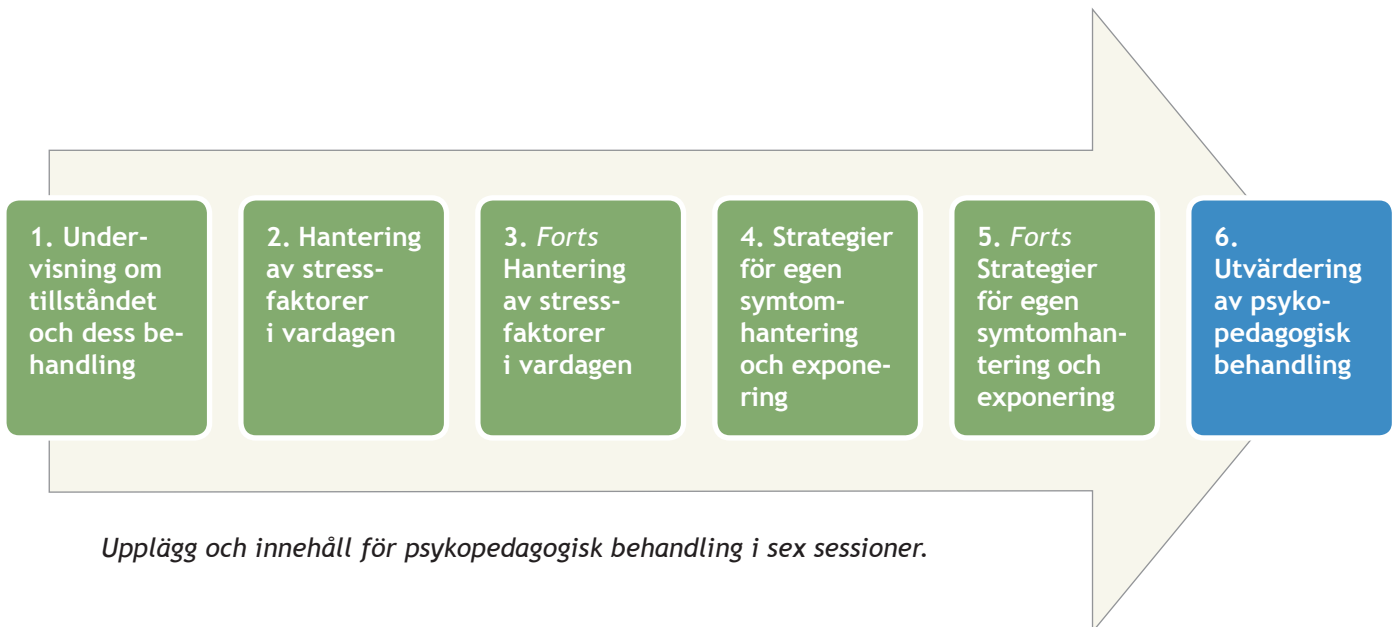 1. Under-
visning om
tillståndet
och dess be-
handling
2. Hantering
av stress-
faktorer
i vardagen
3. Forts
Hantering
av stress-
faktorer
i vardagen
4. Strategier
för egen
symtom-
hantering
och expone-
ring
5. Forts
Strategier
för egen
symtomhan-
tering och
exponering
6.
Utvärdering
av psyko-
pedagogisk
behandling
Upplägg och innehåll för psykopedagogisk behandling i sex sessioner.